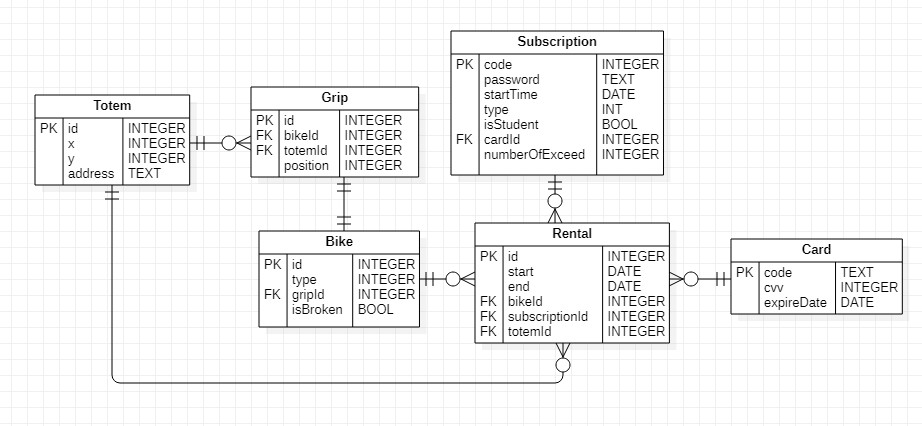 Subscription
PK code INTEGER
password TEXT
startTime DATE
type INT
isStudent BOOL
FK cardId INTEGER
numberOfExceed INTEGER
Totem
PK id INTEGER
x INTEGER
y INTEGER
address TEXT
Grip
PK id INTEGER
FK bikeId INTEGER
FK totemId INTEGER
position INTEGER
Bike
PK id INTEGER
type INTEGER
FK gripId INTEGER
isBroken BOOL
Rental
PK id INTEGER
start DATE
end DATE
FK bikeId INTEGER
FK subscriptionId INTEGER
FK totemId INTEGER
Card
PK code TEXT
cvv INTEGER
expireDate DATE